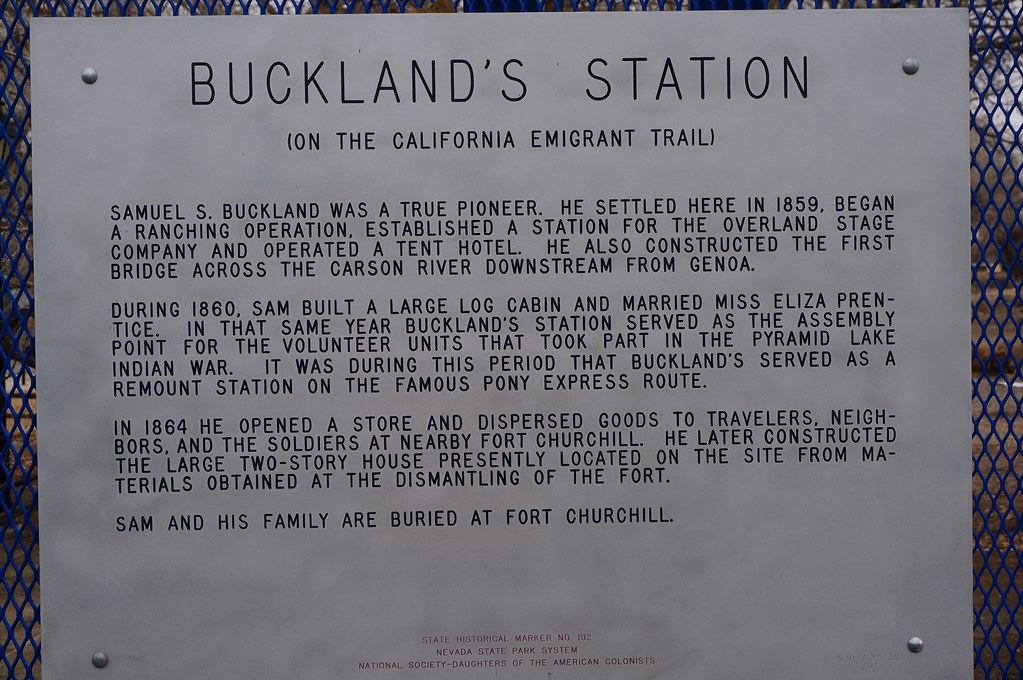 BUCKLAND'S STATION
(ON THE CALIFORNIA EMIGRANT TRAIL)
SAMUEL S. BUCKLAND WAS A TRUE PIONEER. HE SETTLED HERE IN 1859, BEGAN
A RANCHING OPERATION, ESTABLISHED A STATION FOR THE OVERLAND STAGE
COMPANY AND OPERATED A TENT HOTEL. HE ALSO CONSTRUCTED THE FIRST
BRIDGE ACROSS THE CARSON RIVER DOWNSTREAM FROM GENOA.
DURING 1860, SAM BUILT A LARGE LOG CABIN AND MARRIED MISS ELIZA PREN-
TICE. IN THAT SAME YEAR BUCKLAND'S STATION SERVED AS THE ASSEMBLY
POINT FOR THE VOLUNTEER UNITS THAT TOOK PART IN THE PYRAMID LAKE
INDIAN WAR. IT WAS DURING THIS PERIOD THAT BUCKLAND'S SERVED AS A
REMOUNT STATION ON THE FAMOUS PONY EXPRESS ROUTE.
IN 1864 HE OPENED A STORE AND DISPERSED GOODS TO TRAVELERS, NEIGH-
BORS, AND THE SOLDIERS AT NEARBY FORT CHURCHILL. HE LATER CONSTRUCTED
THE LARGE TWO-STORY HOUSE PRESENTLY LOCATED ON THE SITE FROM MA-
TERIALS OBTAINED AT THE DISMANTLING OF THE FORT.
SAM AND HIS FAMILY ARE BURIED AT FORT CHURCHILL.
STATE HISTORICAL MARKER NO. 192
NEVADA STATE PARK SYSTEM
NATIONAL SOCIETY-DAUGHTERS OF THE AMERICAN COLONISTS